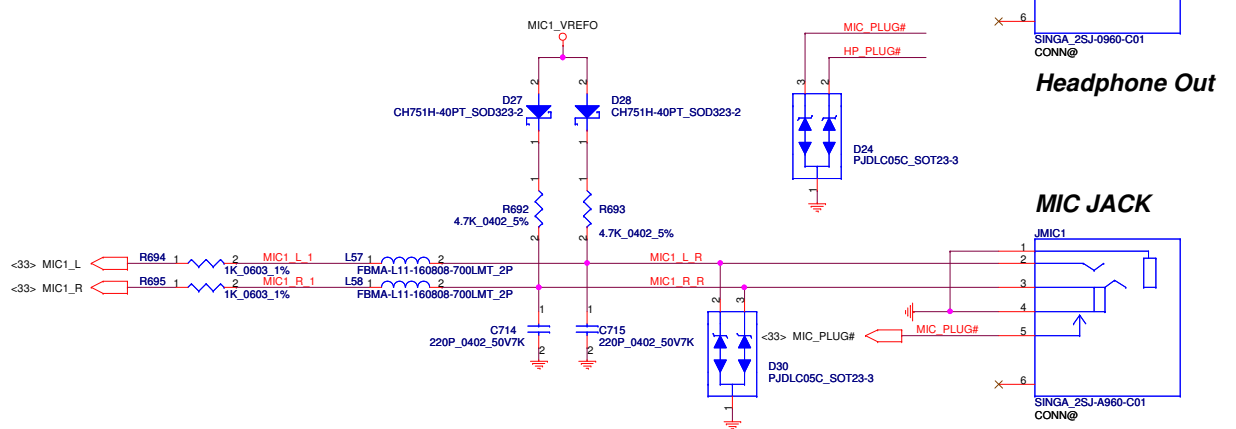 MIC1_VREFO
MIC_PLUG#
HP_PLUG#
6
SINGA_2SJ-0960-C01
CONN@
Headphone Out
2
2
3
2
D27
CH751H-40PT_SOD323-2
D28
CH751H-40PT_SOD323-2
1
1
D24
PJDLC05C_SOT23-3
1
1
1
R692
4.7K_0402_5%
R693
4.7K_0402_5%
2
2
MIC JACK
JMIC1
<33> MIC1_L
R694
1
2
1K_0603_1%
MIC1_L_1
L57
1
2
FBMA-L11-160808-700LMT_2P
MIC1_L_R
1
2
<33> MIC1_R
R695
1
2
1K_0603_1%
MIC1_R_1
L58
1
2
FBMA-L11-160808-700LMT_2P
MIC1_R_R
3
4
2
3
1
1
C714
220P_0402_50V7K
C715
220P_0402_50V7K
2
2
<33> MIC_PLUG#
MIC_PLUG#
5
D30
PJDLC05C_SOT23-3
1
6
SINGA_2SJ-A960-C01
CONN@